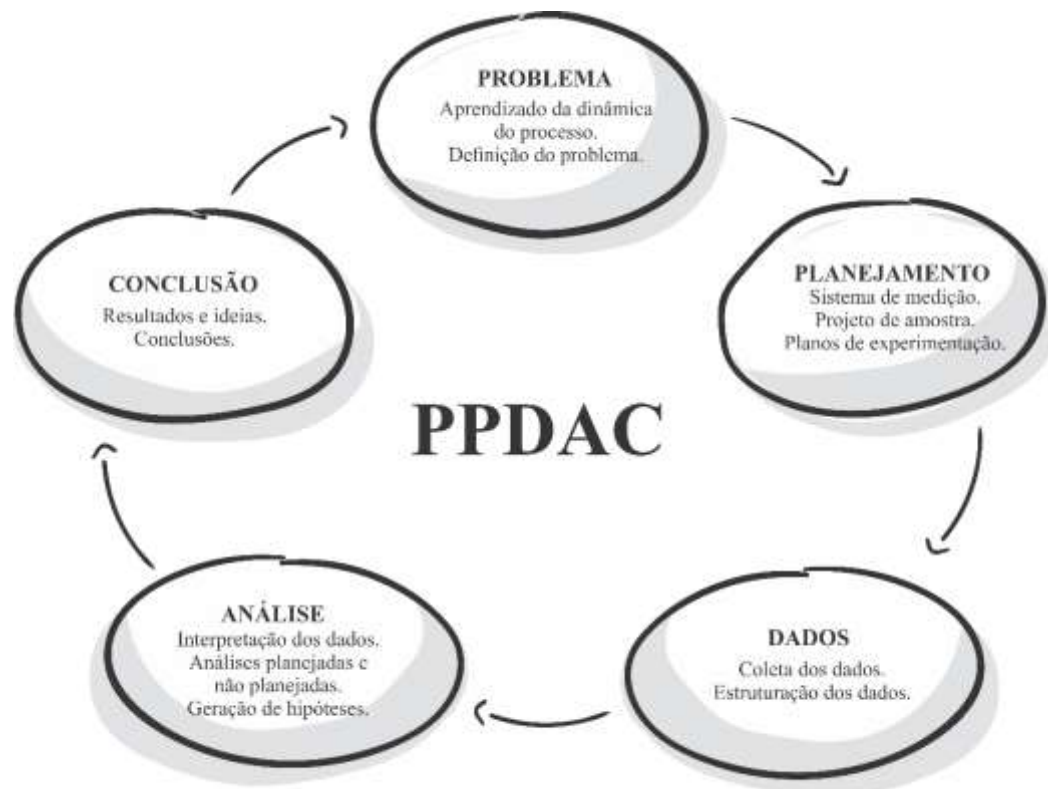 PROBLEMA
Aprendizado da dinâmica
do processo.
Definição do problema.
PLANEJAMENTO
Sistema de medição.
Projeto de amostra.
Planos de experimentação.
DADOS
Coleta dos dados.
Estruturação dos dados.
ANÁLISE
Interpretação dos dados.
Análises planejadas e
não planejadas.
Geração de hipóteses.
CONCLUSÃO
Resultados e ideias.
Conclusões.
PPDAC